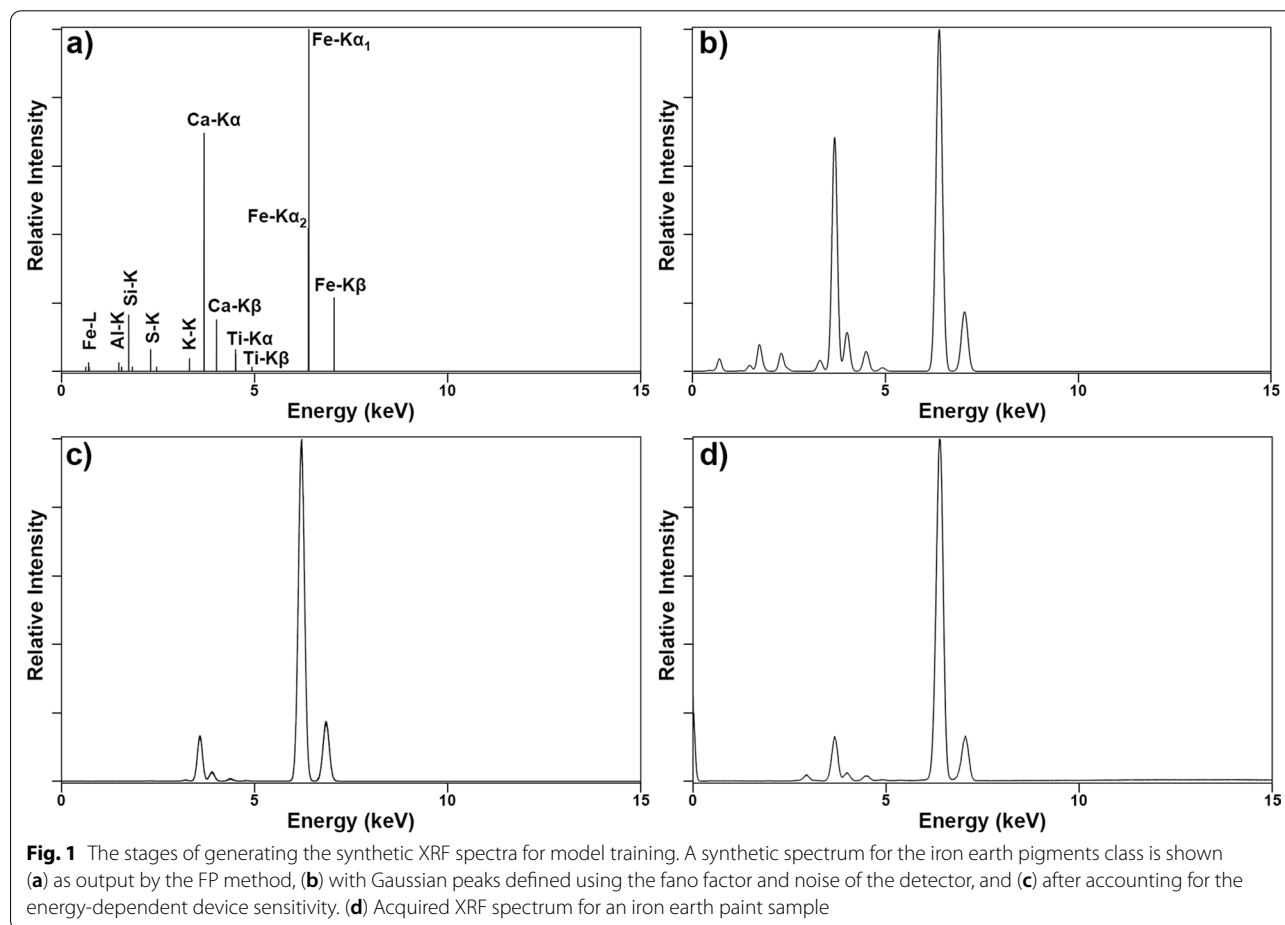 a)
Relative Intensity
Fe-L
Al-K
Si-K
S-K
K-K
Ca-Kα
Ca-Kβ
Ti-Kα
Ti-Kβ
Fe-Kα₁
Fe-Kα₂
Fe-Kβ
0 5 10 15
Energy (keV)
b)
Relative Intensity
0 5 10 15
Energy (keV)
c)
Relative Intensity
0 5 10 15
Energy (keV)
d)
Relative Intensity
0 5 10 15
Energy (keV)
Fig. 1 The stages of generating the synthetic XRF spectra for model training. A synthetic spectrum for the iron earth pigments class is shown
(a) as output by the FP method, (b) with Gaussian peaks defined using the fano factor and noise of the detector, and (c) after accounting for the
energy-dependent device sensitivity. (d) Acquired XRF spectrum for an iron earth paint sample